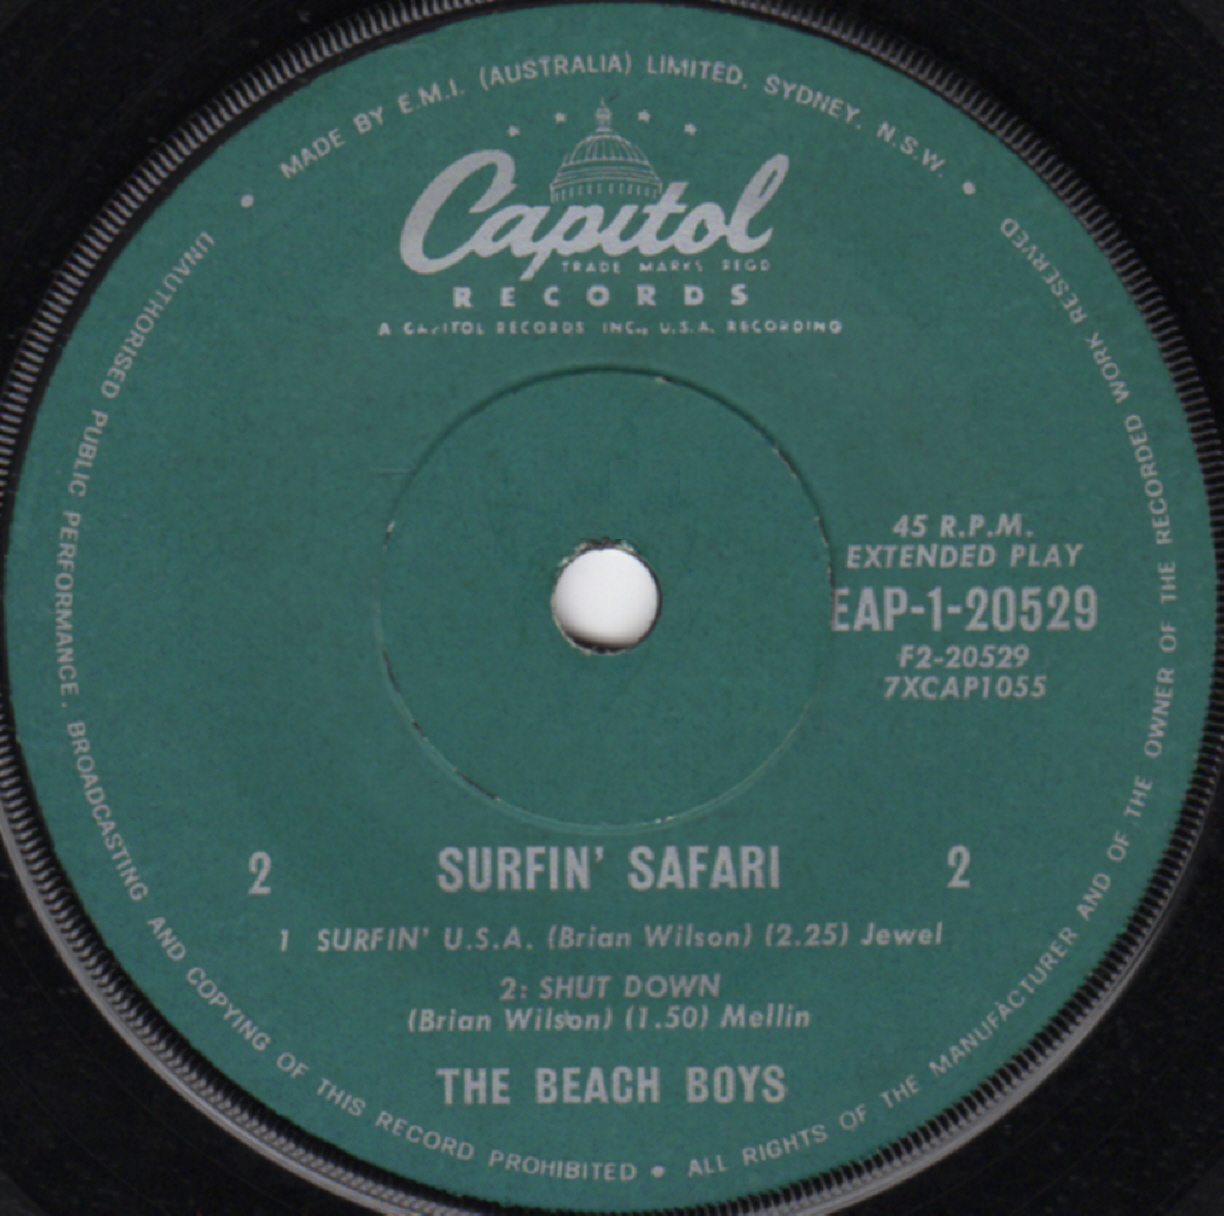 MADE BY E.M.I. (AUSTRALIA) LIMITED, SYDNEY. N.S.W.
Capitol
TRADE MARKS REGD
RECORDS
A CAPITOL RECORDS INC., U.S.A. RECORDING
45 R.P.M.
EXTENDED PLAY
EAP-1-20529
F2-20529
7XCAP1055
2 SURFIN' SAFARI 2
1 SURFIN' U.S.A. (Brian Wilson) (2.25) Jewel
2: SHUT DOWN
(Brian Wilson) (1.50) Mellin
THE BEACH BOYS
UNAUTHORISED PUBLIC PERFORMANCE, BROADCASTING AND COPYING OF THIS RECORD PROHIBITED • ALL RIGHTS OF THE MANUFACTURER AND OF THE OWNER OF THE RECORDED WORK RESERVED